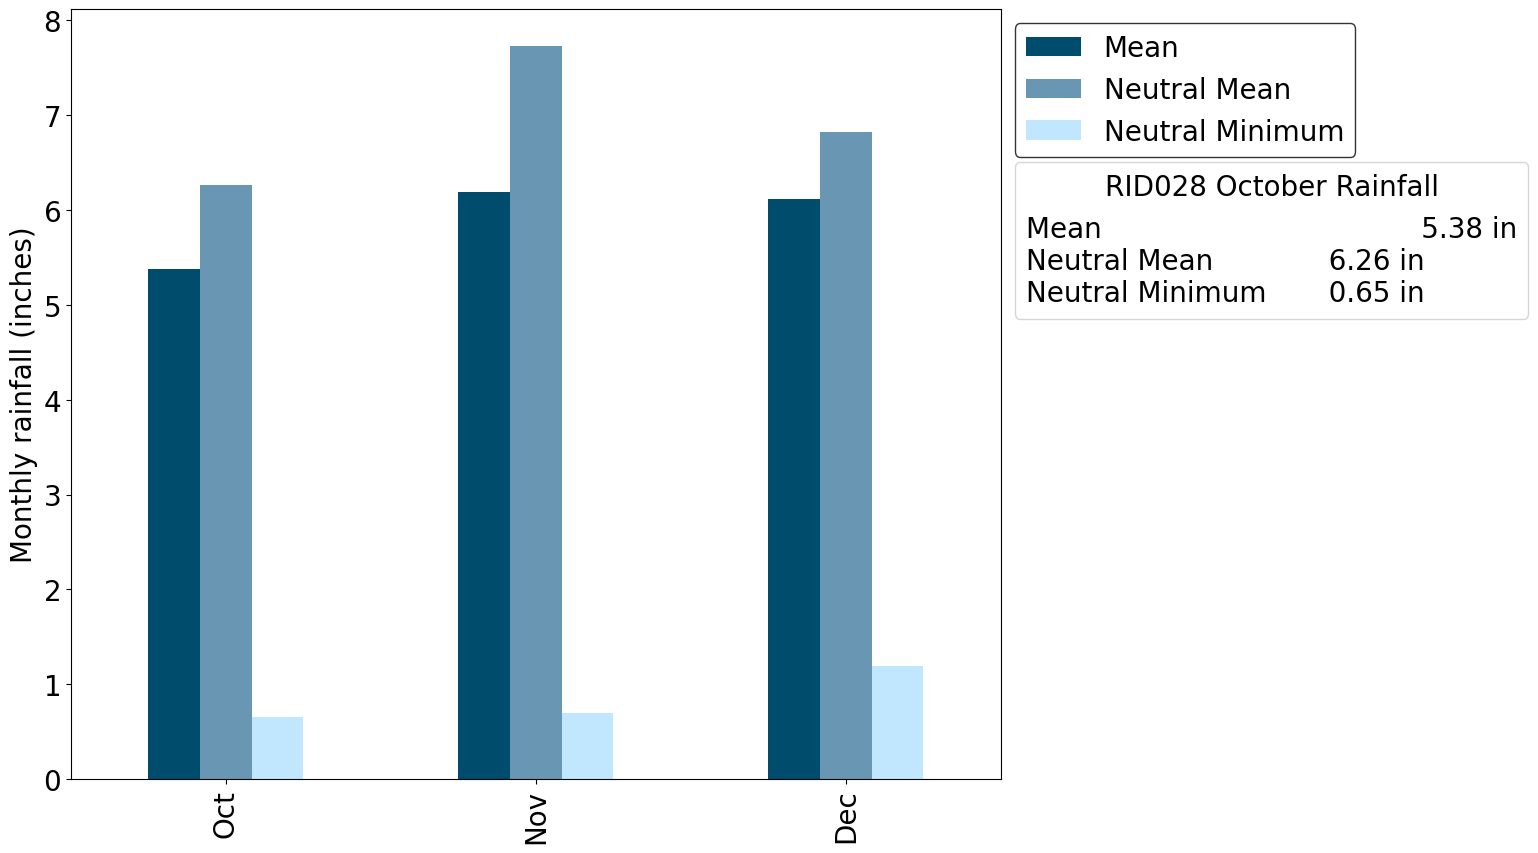 8
7
6
5
4
3
2
1
0
Monthly rainfall (inches)
Oct
Nov
Dec
Mean
Neutral Mean
Neutral Minimum
RID028 October Rainfall
Mean 5.38 in
Neutral Mean 6.26 in
Neutral Minimum 0.65 in